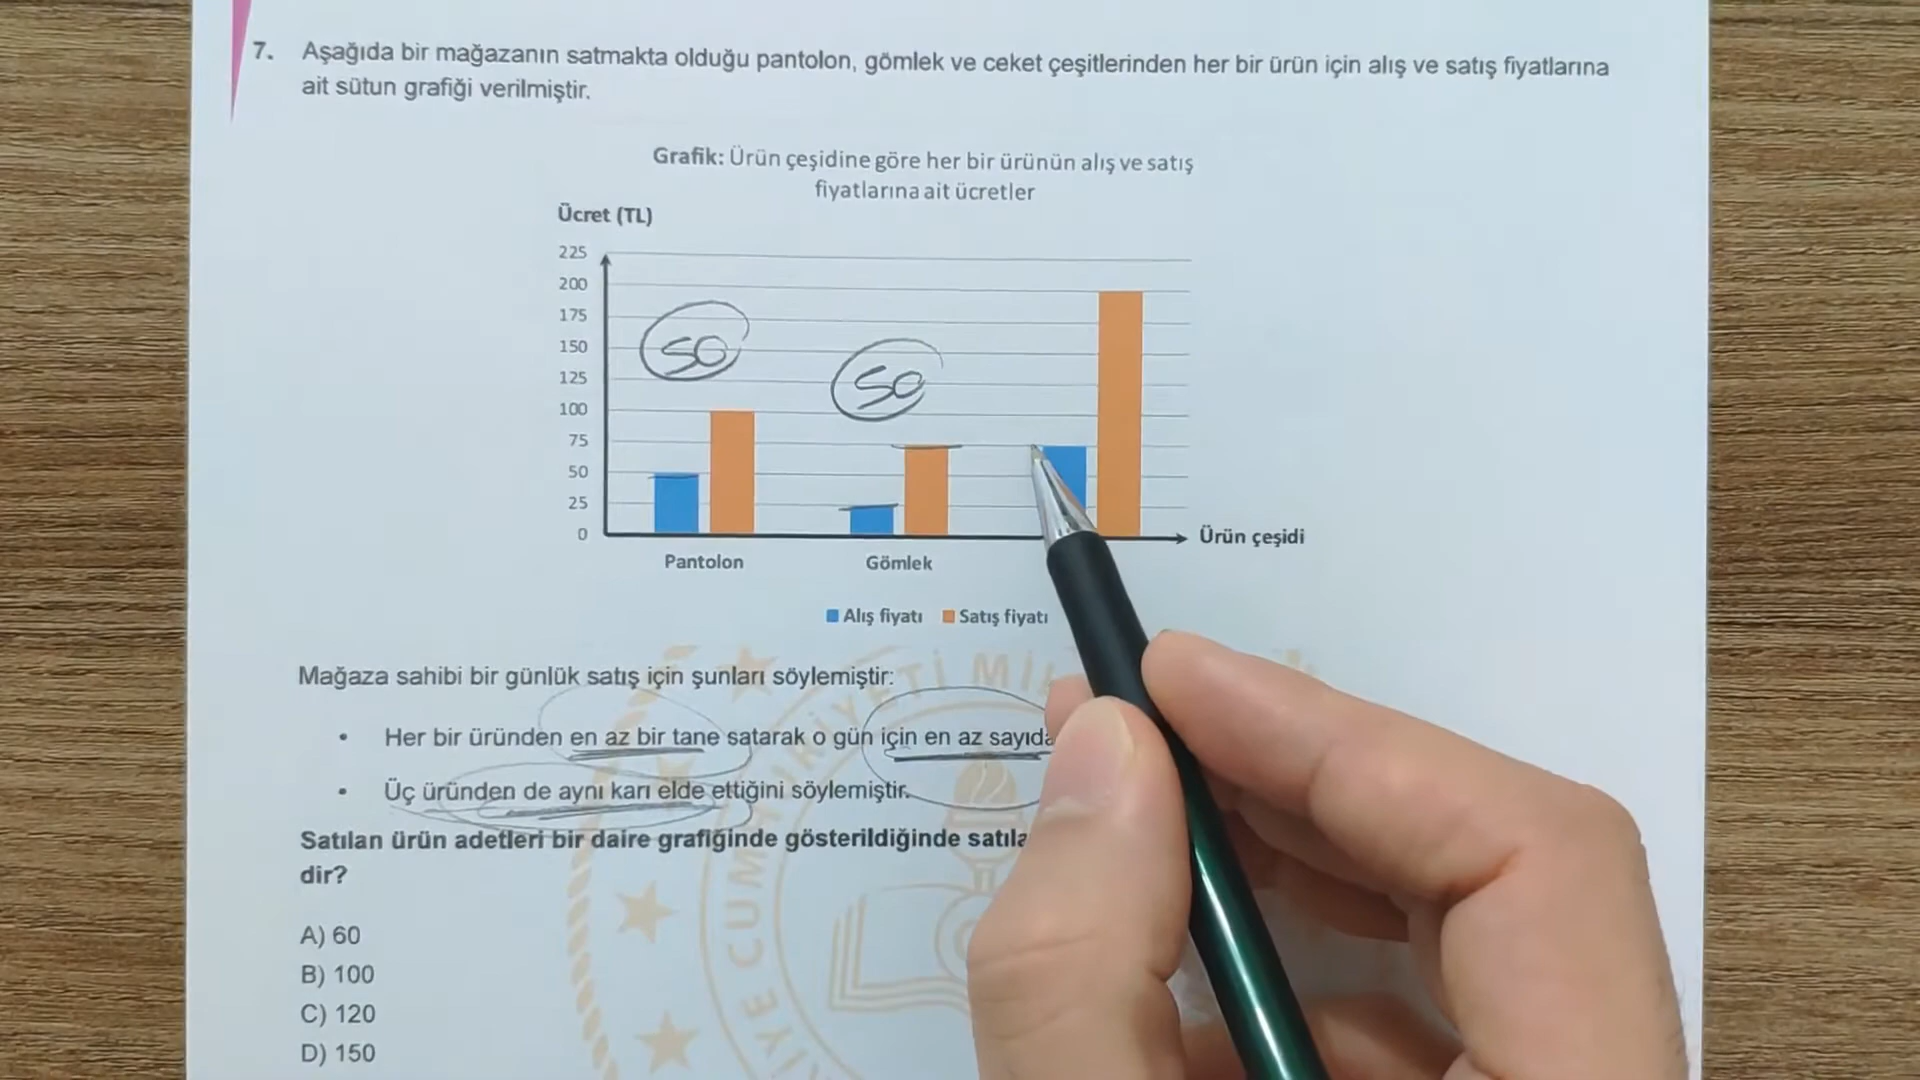 7. Aşağıda bir mağazanın satmakta olduğu pantolon, gömlek ve ceket çeşitlerinden her bir ürün için alış ve satış fiyatlarına
ait sütun grafiği verilmiştir.
Grafik: Ürün çeşidine göre her bir ürünün alış ve satış
fiyatlarına ait ücretler
Ücret (TL)
225
200
175
150
125
100
75
50
25
0
50
50
Ürün çeşidi
Pantolon
Gömlek
Alış fiyatı
Satış fiyatı
Mağaza sahibi bir günlük satış için şunları söylemiştir:
• Her bir üründen en az bir tane satarak o gün için en az sayıda
• Üç üründen de aynı karı elde ettiğini söylemiştir.
Satılan ürün adetleri bir daire grafiğinde gösterildiğinde
dir?
A) 60
B) 100
C) 120
D) 150